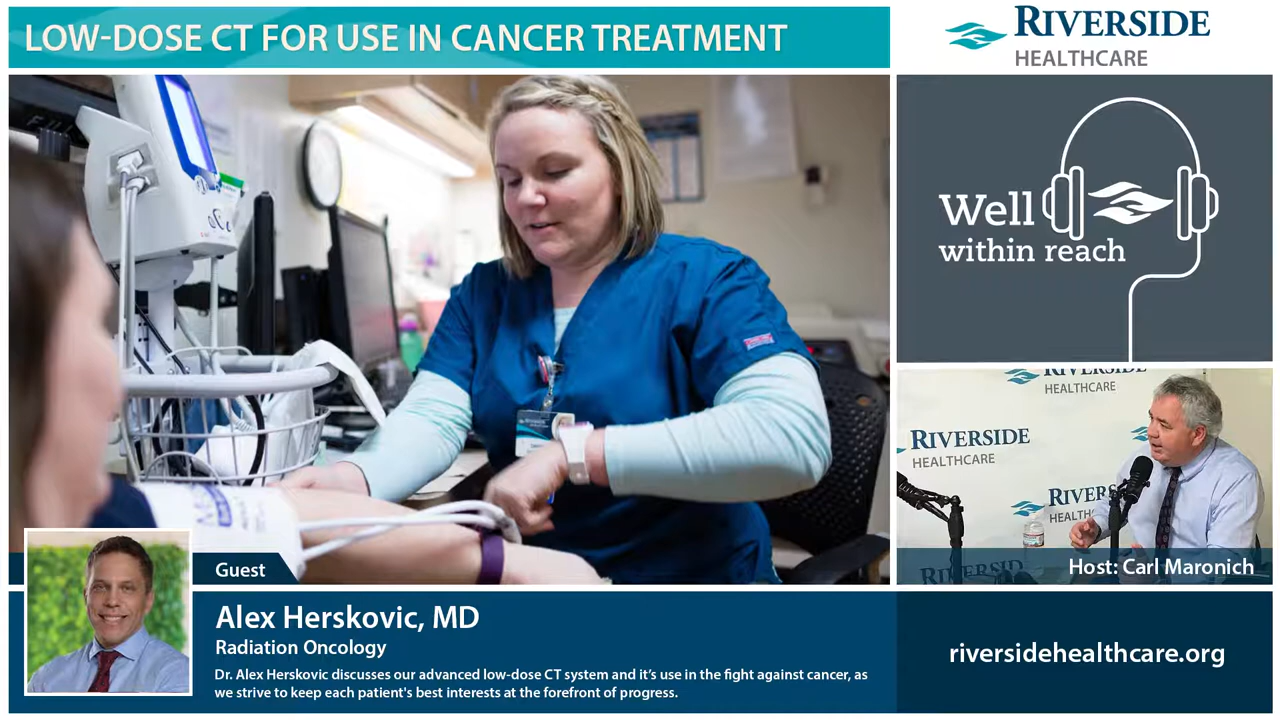 LOW-DOSE CT FOR USE IN CANCER TREATMENT
RIVERSIDE
HEALTHCARE
Well
within reach
RIVERSIDE
HEALTHCARE
RIVERSIDE
HEALTHCARE
RIVERSIDE
Host: Carl Maronich
Guest
Alex Herskovic, MD
Radiation Oncology
Dr. Alex Herskovic discusses our advanced low-dose CT system and it's use in the fight against cancer, as
we strive to keep each patient's best interests at the forefront of progress.
riversidehealthcare.org